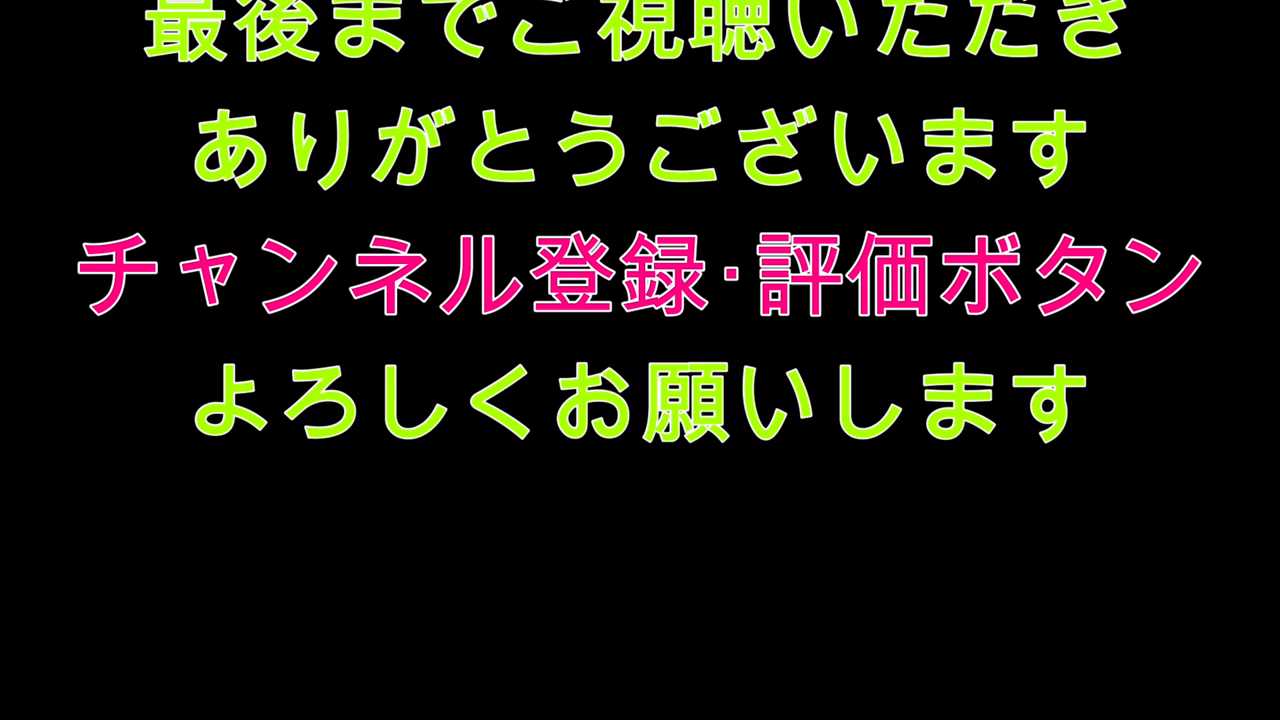 最後までご視聴いただき
ありがとうございます
チャンネル登録・評価ボタン
よろしくお願いします